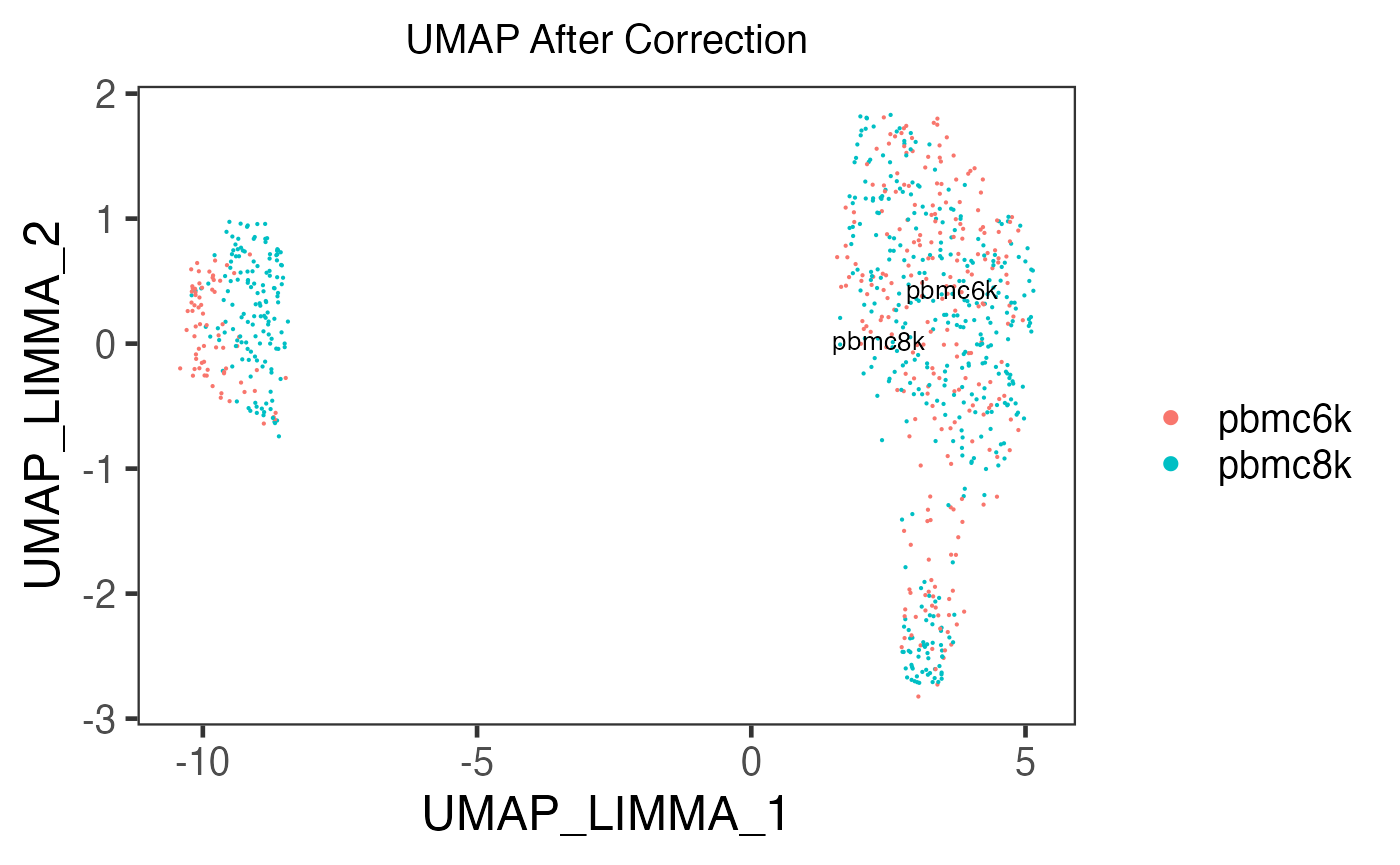 UMAP After Correction
UMAP_LIMMA_2
2
1
0
-1
-2
-3
pbmc6k
pbmc8k
pbmc6k
pbmc8k
-10
-5
0
5
UMAP_LIMMA_1